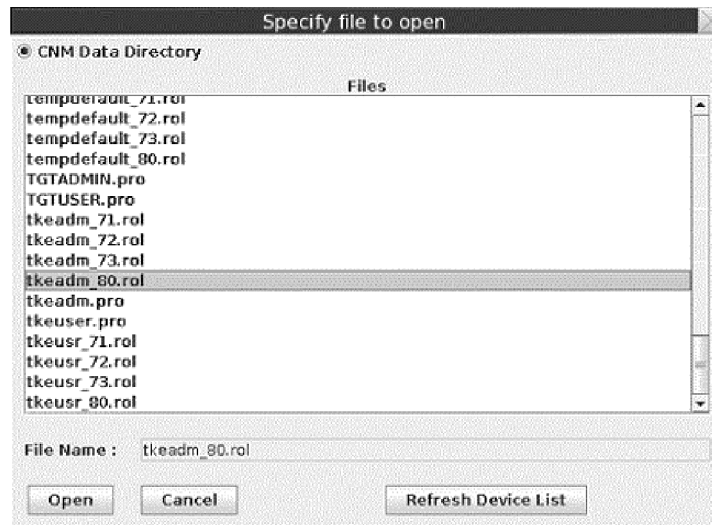 Specify file to open
CNM Data Directory
Files
tempdefault_71.rol
tempdefault_72.rol
tempdefault_73.rol
tempdefault_80.rol
TGTADMIN.pro
TGTUSER.pro
tkeadm_71.rol
tkeadm_72.rol
tkeadm_73.rol
tkeadm_80.rol
tkeadm.pro
tkeuser.pro
tkeusr_71.rol
tkeusr_72.rol
tkeusr_73.rol
tkeusr_80.rol
File Name : tkeadm_80.rol
Open Cancel Refresh Device List